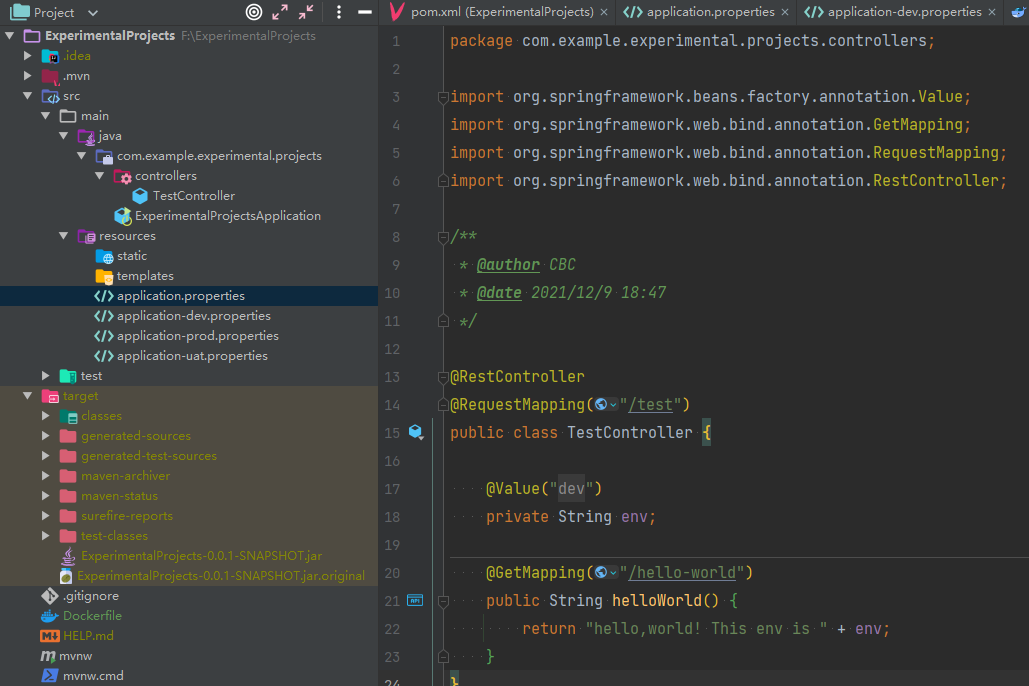 Project
ExperimentalProjects F:\ExperimentalProjects
.idea
.mvn
src
main
java
com.example.experimental.projects
controllers
TestController
ExperimentalProjectsApplication
resources
static
templates
application.properties
application-dev.properties
application-prod.properties
application-uat.properties
test
target
classes
generated-sources
generated-test-sources
maven-archiver
maven-status
surefire-reports
test-classes
ExperimentalProjects-0.0.1-SNAPSHOT.jar
ExperimentalProjects-0.0.1-SNAPSHOT.jar.original
.gitignore
Dockerfile
HELP.md
mvnw
mvnw.cmd
pom.xml (ExperimentalProjects) × application.properties × application-dev.properties ×
1 package com.example.experimental.projects.controllers;
2
3 import org.springframework.beans.factory.annotation.Value;
4 import org.springframework.web.bind.annotation.GetMapping;
5 import org.springframework.web.bind.annotation.RequestMapping;
6 import org.springframework.web.bind.annotation.RestController;
7
8 /**
9 * @author CBC
10 * @date 2021/12/9 18:47
11 */
12
13 @RestController
14 @RequestMapping("/test")
15 public class TestController {
16
17 @Value("dev")
18 private String env;
19
20 @GetMapping("/hello-world")
21 public String helloWorld() {
22 return "hello,world! This env is " + env;
23 }
24 }